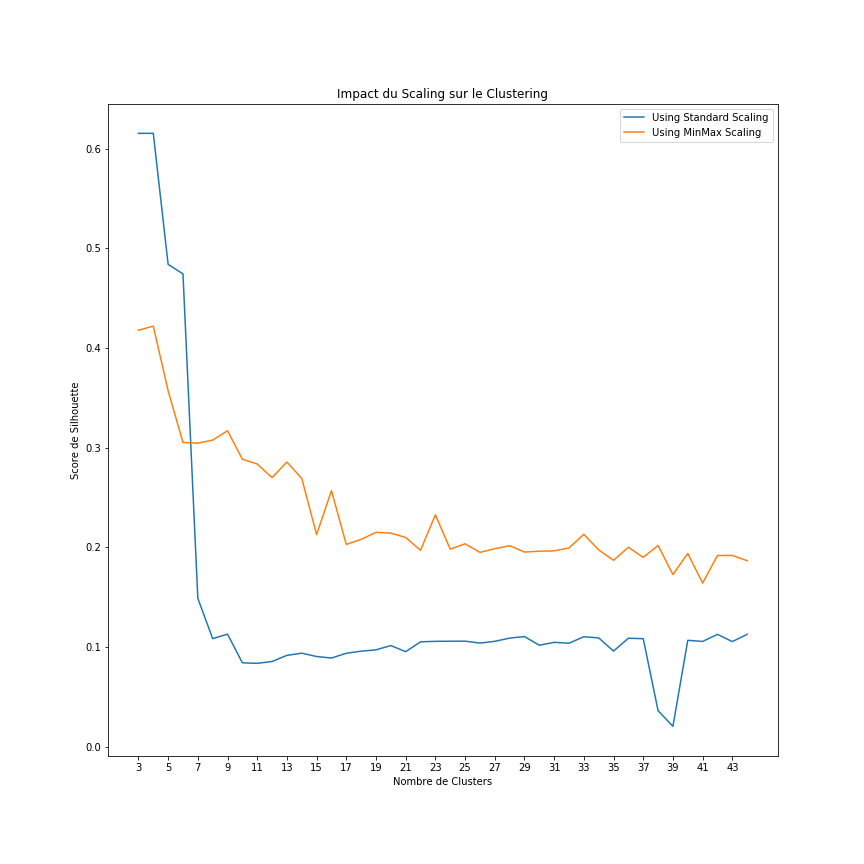 Impact du Scaling sur le Clustering
Using Standard Scaling
Using MinMax Scaling
Score de Silhouette
0.6
0.5
0.4
0.3
0.2
0.1
0.0
3 5 7 9 11 13 15 17 19 21 23 25 27 29 31 33 35 37 39 41 43
Nombre de Clusters